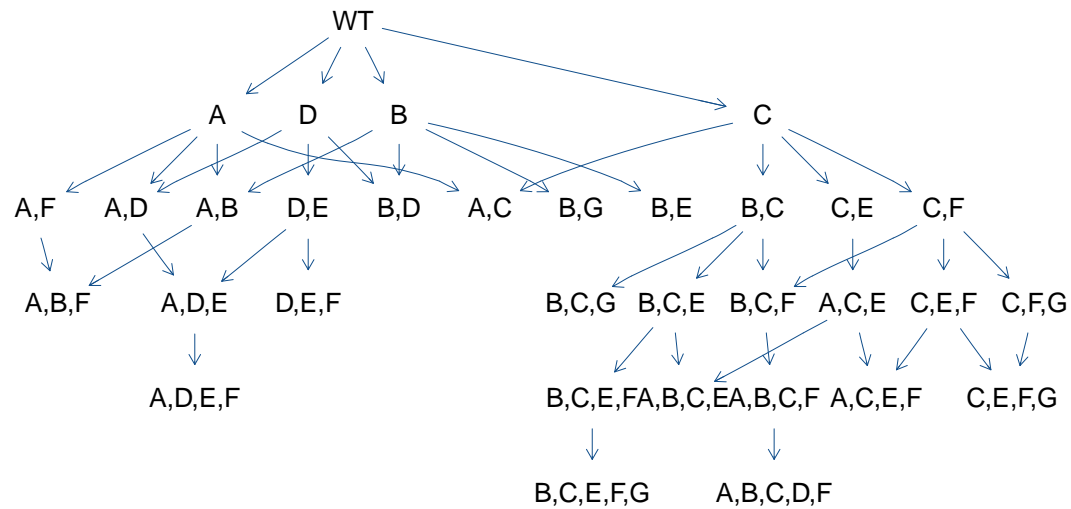 WT
A D B C
A,F A,D A,B D,E B,D A,C B,G B,E B,C C,E C,F
A,B,F A,D,E D,E,F B,C,G B,C,E B,C,F A,C,E C,E,F C,F,G
A,D,E,F B,C,E,F A,B,C,E A,B,C,F A,C,E,F C,E,F,G
B,C,E,F,G A,B,C,D,F